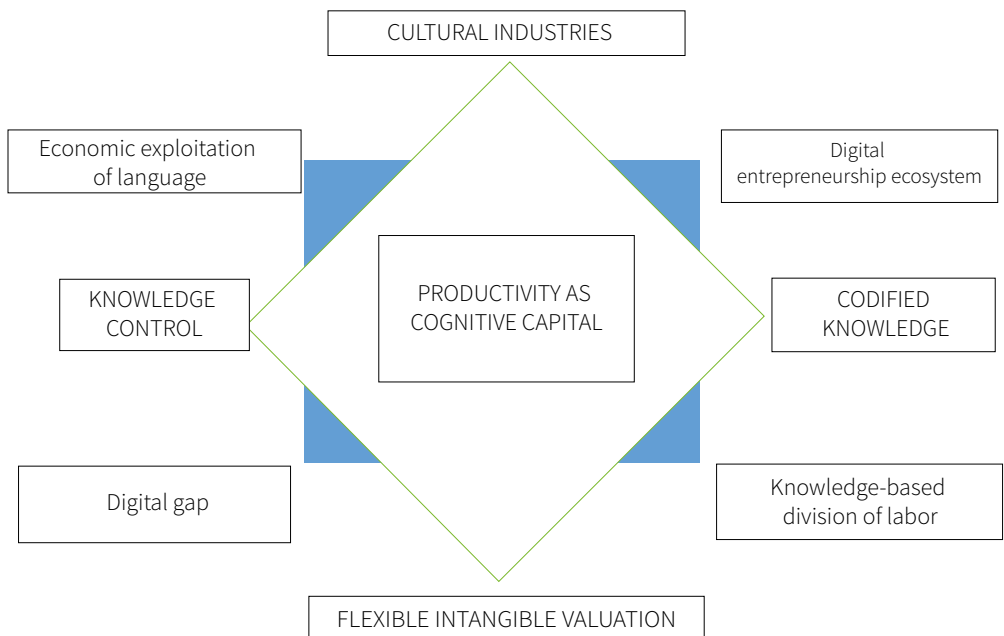 CULTURAL INDUSTRIES
Economic exploitation
of language
Digital
entrepreneurship ecosystem
KNOWLEDGE
CONTROL
PRODUCTIVITY AS
COGNITIVE CAPITAL
CODIFIED
KNOWLEDGE
Digital gap
Knowledge-based
division of labor
FLEXIBLE INTANGIBLE VALUATION